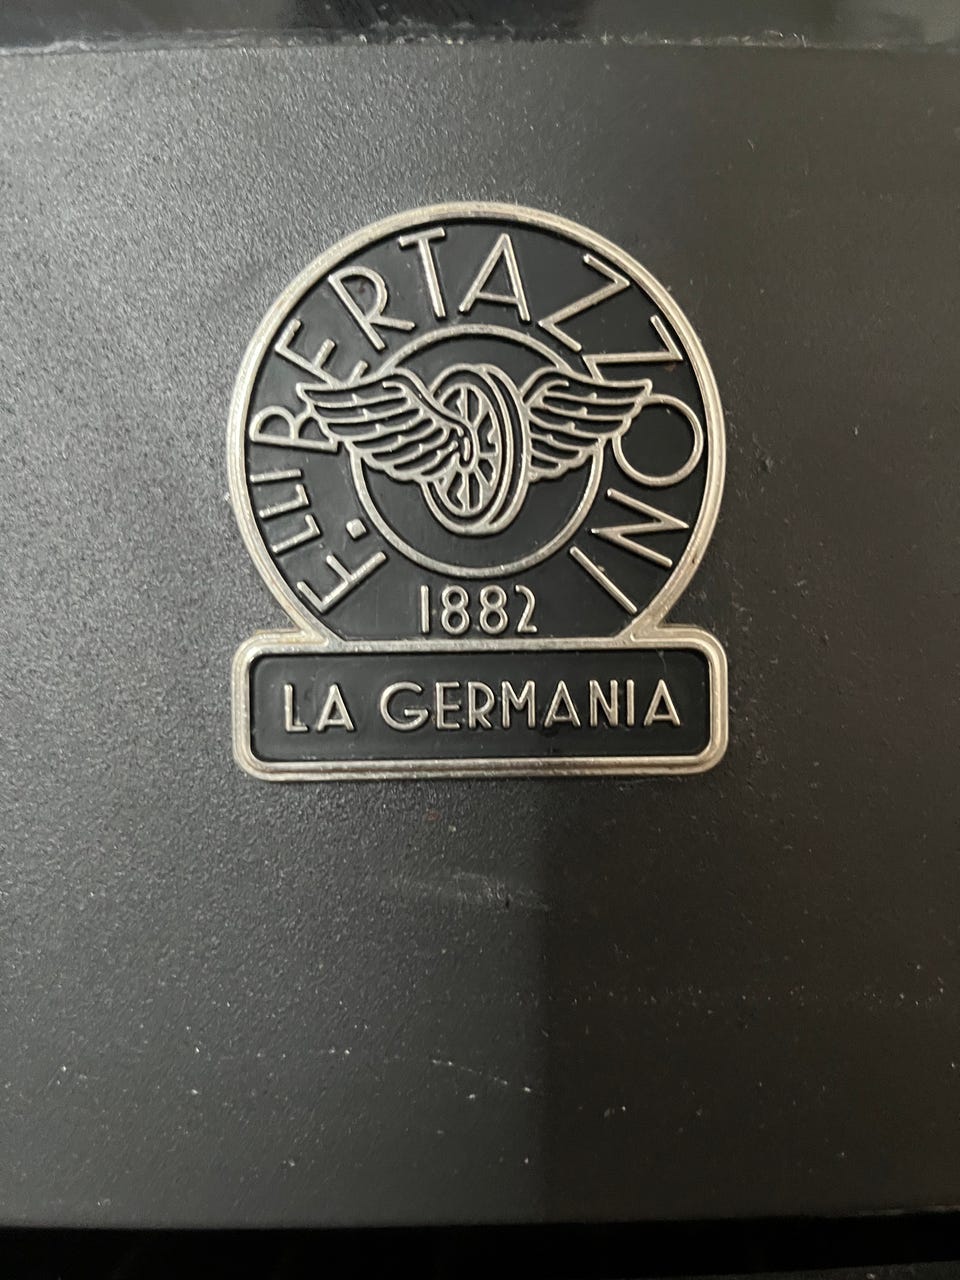 F.LLI BERTAZZONI
1882
LA GERMANIA